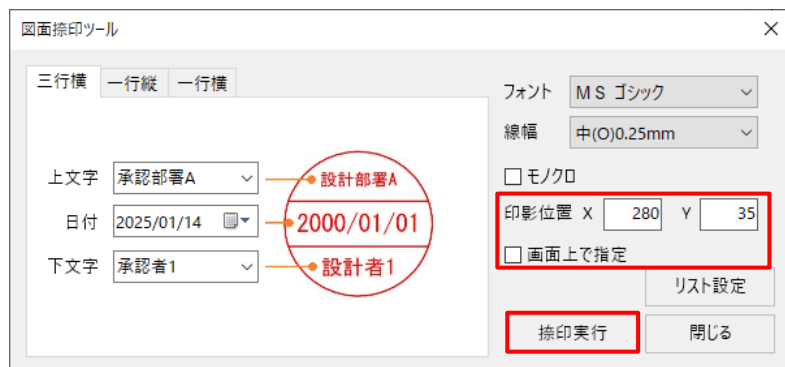 図面捺印ツール
三行横 一行縦 一行横
上文字 承認部署A
日付 2025/01/14
下文字 承認者1
設計部署A
2000/01/01
設計者1
フォント MS ゴシック
線幅 中(O)0.25mm
モノクロ
印影位置 X 280 Y 35
画面上で指定
リスト設定
捺印実行 閉じる